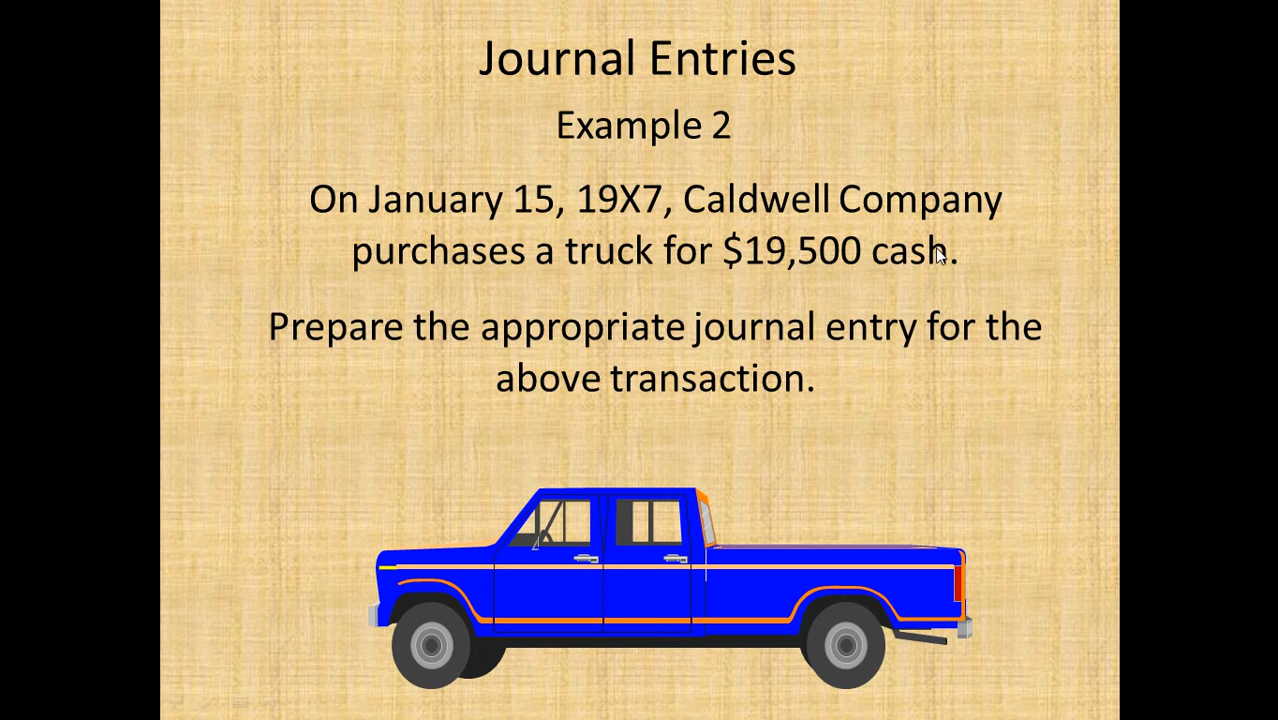 Journal Entries
Example 2
On January 15, 19X7, Caldwell Company
purchases a truck for $19,500 cash.
Prepare the appropriate journal entry for the
above transaction.